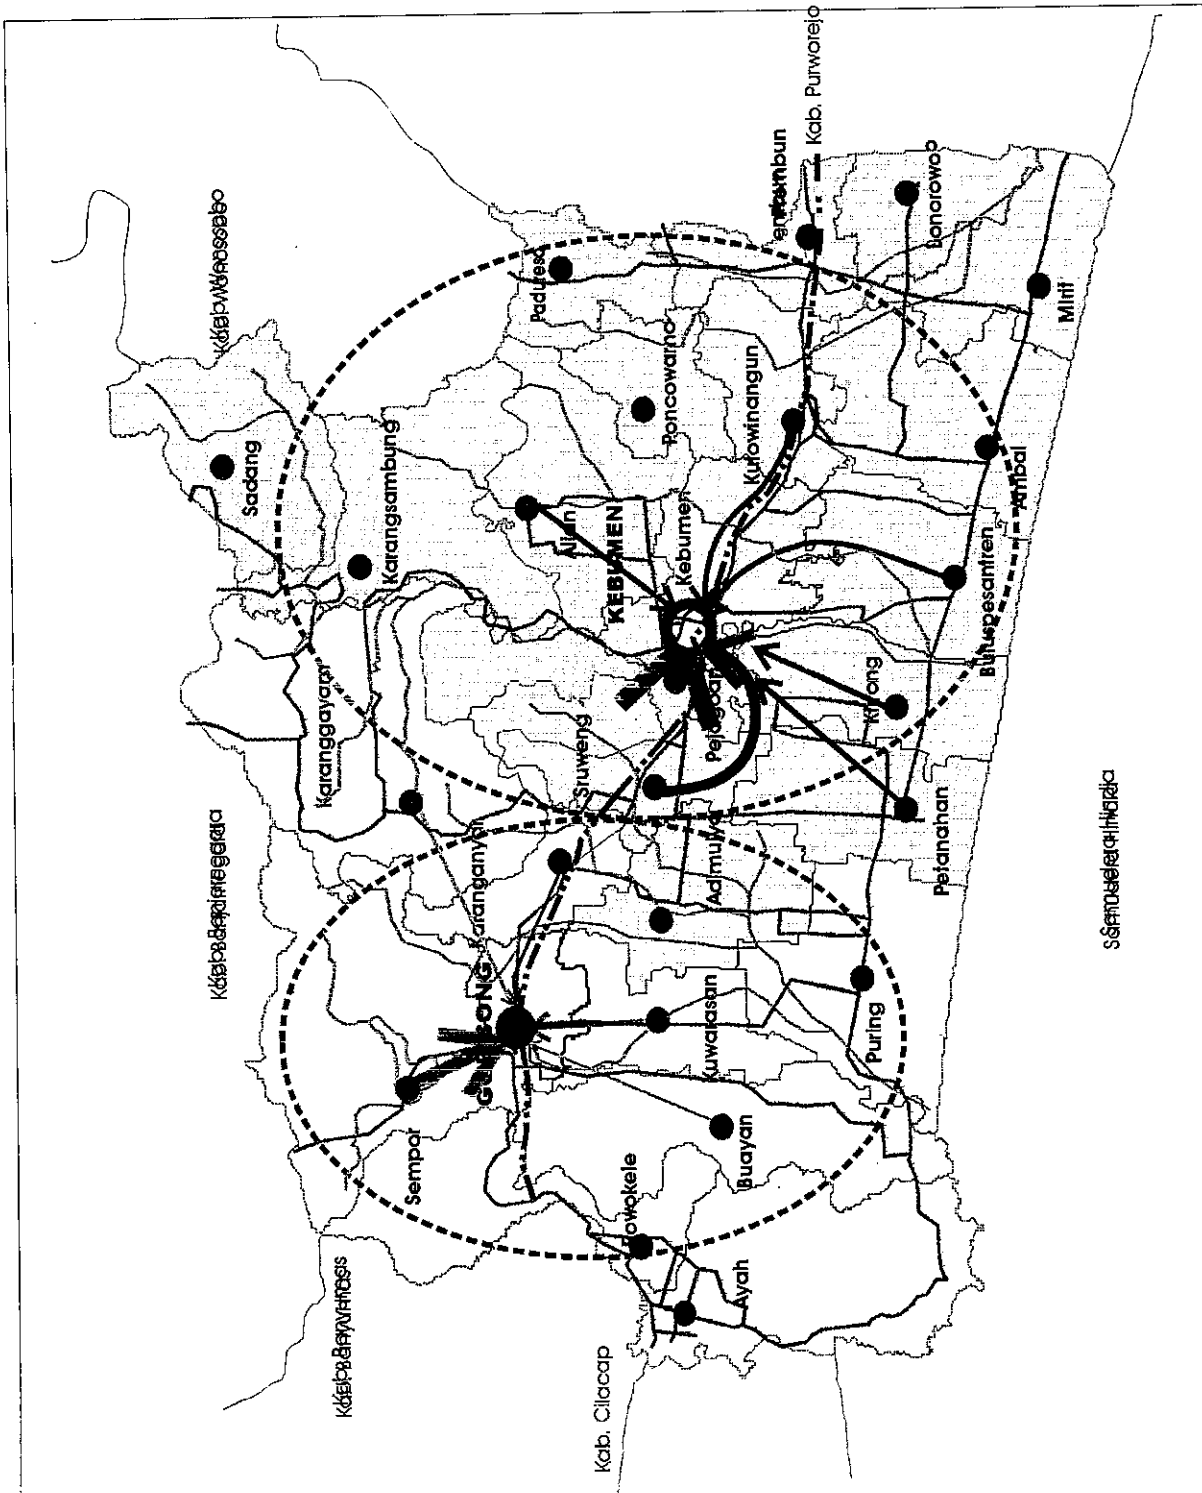 Kab. Purworejo
Bonorowo
Mirit
Padureso
Poncowarno
Kutowinangun
Ambal
Sadang
Karangsambung
Alian
KEBUMEN
Kebumen
Buluspesantren
Karanggayam
Sruweng
Pejagoan
Klirong
Petanahan
Karanganyar
Adimulyo
GOMBONG
Kuwarasan
Puring
Sempor
Buayan
Rowokele
Ayah
Kab. Cilacap